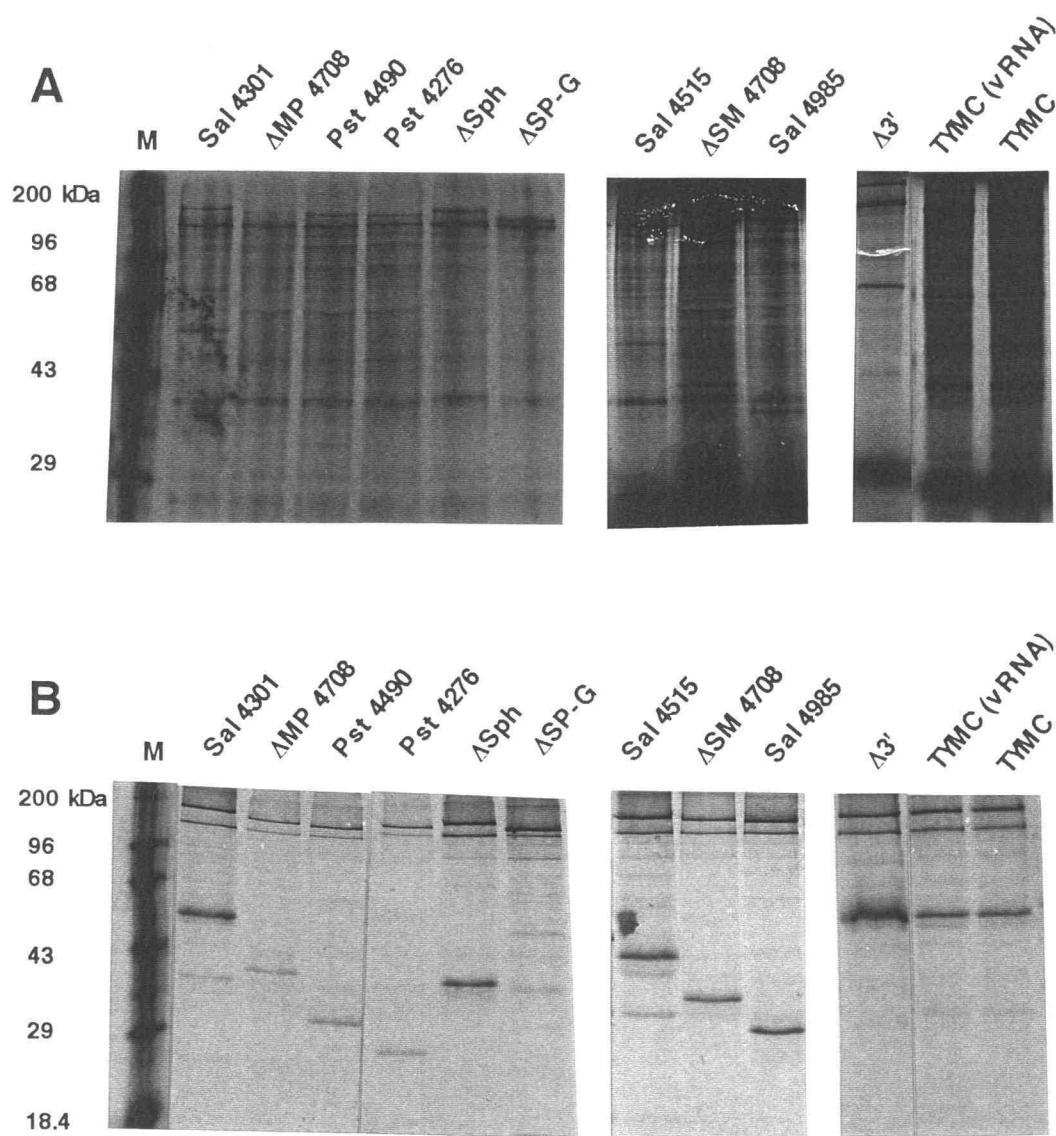 A
M
Sal 4301
ΔMP 4708
Pst 4490
Pst 4276
ΔSph
ΔSP-G
Sal 4515
ΔSM 4708
Sal 4985
Δ3'
TYMC (vRNA)
TYMC
200 kDa
96
68
43
29
B
M
Sal 4301
ΔMP 4708
Pst 4490
Pst 4276
ΔSph
ΔSP-G
Sal 4515
ΔSM 4708
Sal 4985
Δ3'
TYMC (vRNA)
TYMC
200 kDa
96
68
43
29
18.4